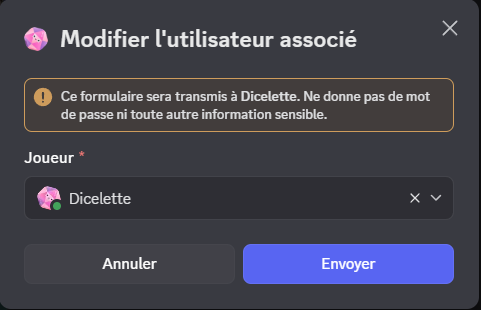 Modifier l'utilisateur associé
Ce formulaire sera transmis à Dicelette. Ne donne pas de mot
de passe ni toute autre information sensible.
Joueur *
Dicelette
Annuler
Envoyer